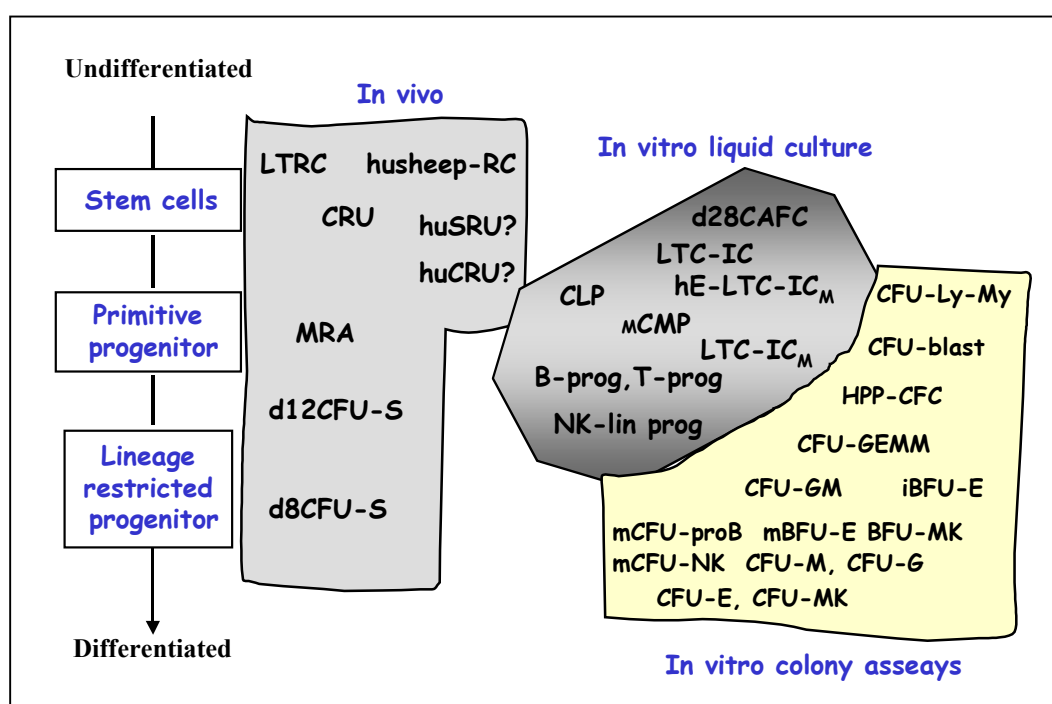 Undifferentiated
Stem cells
Primitive
progenitor
Lineage
restricted
progenitor
Differentiated
In vivo
LTRC husheep-RC
CRU huSRU?
huCRU?
MRA
d12CFU-S
d8CFU-S
In vitro liquid culture
d28CAFC
LTC-IC
CLP hE-LTC-ICM
MCMP
LTC-ICM
B-prog,T-prog
NK-lin prog
CFU-Ly-My
CFU-blast
HPP-CFC
CFU-GEMM
CFU-GM iBFU-E
mCFU-proB mBFU-E BFU-MK
mCFU-NK CFU-M, CFU-G
CFU-E, CFU-MK
In vitro colony asseays